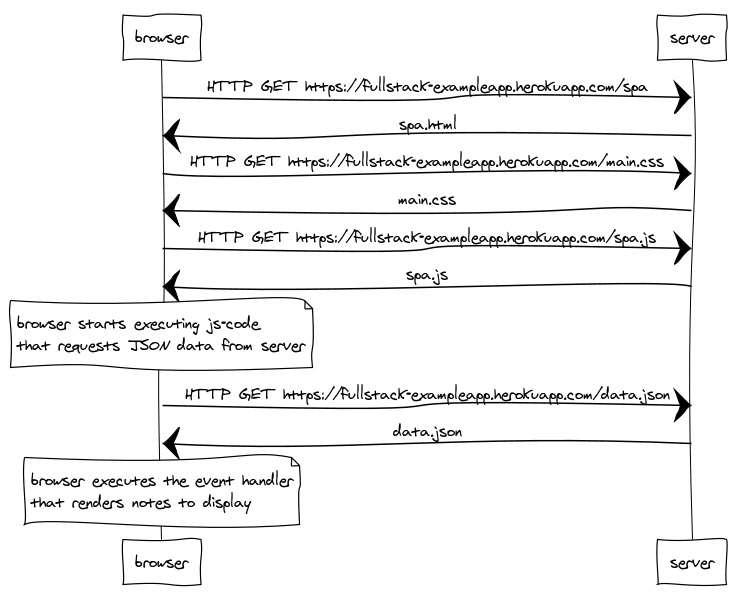 browser
server
HTTP GET https://fullstack-exampleapp.herokuapp.com/spa
spa.html
HTTP GET https://fullstack-exampleapp.herokuapp.com/main.css
main.css
HTTP GET https://fullstack-exampleapp.herokuapp.com/spa.js
spa.js
browser starts executing js-code
that requests JSON data from server
HTTP GET https://fullstack-exampleapp.herokuapp.com/data.json
data.json
browser executes the event handler
that renders notes to display
browser
server